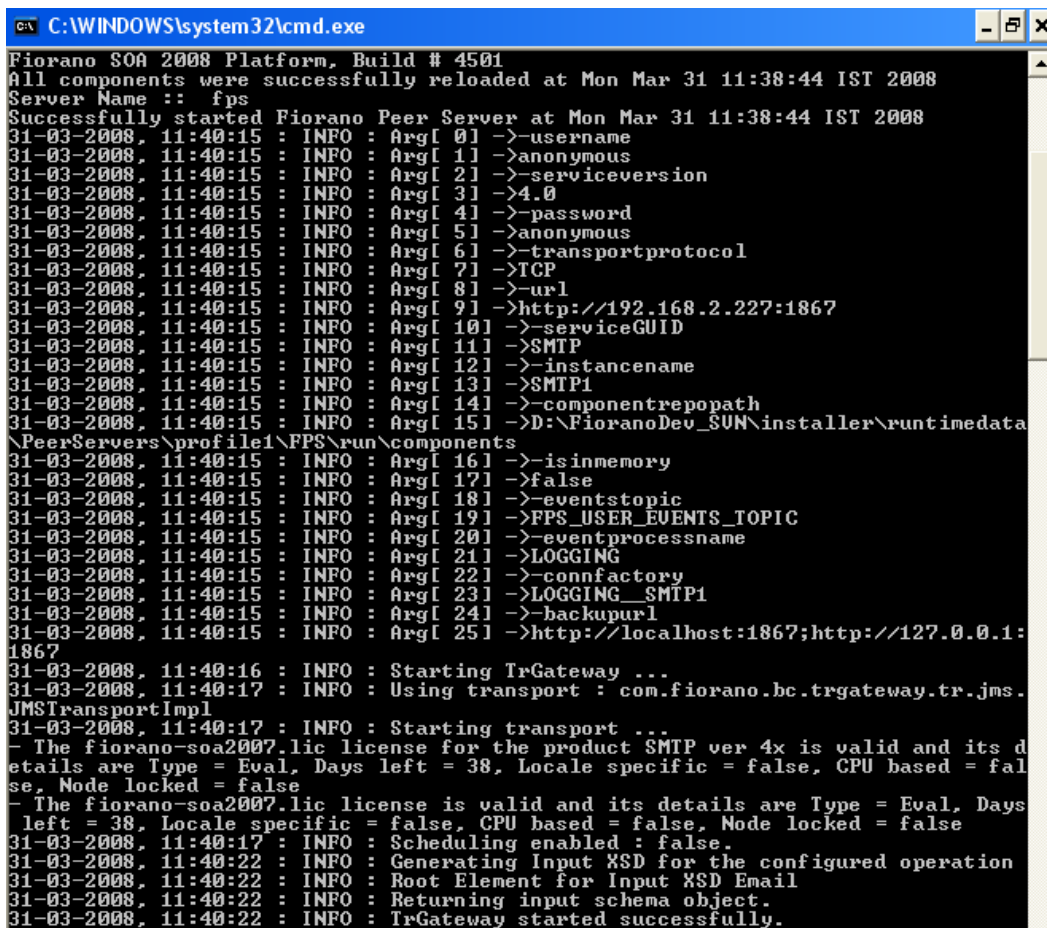 C:\WINDOWS\system32\cmd.exe
Fiorano SOA 2008 Platform, Build # 4501
All components were successfully reloaded at Mon Mar 31 11:38:44 IST 2008
Server Name ::  fps
Successfully started Fiorano Peer Server at Mon Mar 31 11:38:44 IST 2008
31-03-2008, 11:40:15 : INFO : Arg[ 0] ->-username
31-03-2008, 11:40:15 : INFO : Arg[ 1] ->anonymous
31-03-2008, 11:40:15 : INFO : Arg[ 2] ->-serviceversion
31-03-2008, 11:40:15 : INFO : Arg[ 3] ->4.0
31-03-2008, 11:40:15 : INFO : Arg[ 4] ->-password
31-03-2008, 11:40:15 : INFO : Arg[ 5] ->anonymous
31-03-2008, 11:40:15 : INFO : Arg[ 6] ->-transportprotocol
31-03-2008, 11:40:15 : INFO : Arg[ 7] ->TCP
31-03-2008, 11:40:15 : INFO : Arg[ 8] ->-url
31-03-2008, 11:40:15 : INFO : Arg[ 9] ->http://192.168.2.227:1867
31-03-2008, 11:40:15 : INFO : Arg[ 10] ->-serviceGUID
31-03-2008, 11:40:15 : INFO : Arg[ 11] ->SMTP
31-03-2008, 11:40:15 : INFO : Arg[ 12] ->-instancename
31-03-2008, 11:40:15 : INFO : Arg[ 13] ->SMTP1
31-03-2008, 11:40:15 : INFO : Arg[ 14] ->-componentrepopath
31-03-2008, 11:40:15 : INFO : Arg[ 15] ->D:\FioranoDev_SVN\installer\runtimedata
\PeerServers\profile1\FPS\run\components
31-03-2008, 11:40:15 : INFO : Arg[ 16] ->-isinmemory
31-03-2008, 11:40:15 : INFO : Arg[ 17] ->false
31-03-2008, 11:40:15 : INFO : Arg[ 18] ->-eventstopic
31-03-2008, 11:40:15 : INFO : Arg[ 19] ->FPS_USER_EVENTS_TOPIC
31-03-2008, 11:40:15 : INFO : Arg[ 20] ->-eventprocessname
31-03-2008, 11:40:15 : INFO : Arg[ 21] ->LOGGING
31-03-2008, 11:40:15 : INFO : Arg[ 22] ->-connfactory
31-03-2008, 11:40:15 : INFO : Arg[ 23] ->LOGGING__SMTP1
31-03-2008, 11:40:15 : INFO : Arg[ 24] ->-backupurl
31-03-2008, 11:40:15 : INFO : Arg[ 25] ->http://localhost:1867;http://127.0.0.1:
1867
31-03-2008, 11:40:16 : INFO : Starting TrGateway ...
31-03-2008, 11:40:17 : INFO : Using transport : com.fiorano.bc.trgateway.tr.jms.
JMSTransportImpl
31-03-2008, 11:40:17 : INFO : Starting transport ...
- The fiorano-soa2007.lic license for the product SMTP ver 4x is valid and its d
etails are Type = Eval, Days left = 38, Locale specific = false, CPU based = fal
se, Node locked = false
- The fiorano-soa2007.lic license is valid and its details are Type = Eval, Days
 left = 38, Locale specific = false, CPU based = false, Node locked = false
31-03-2008, 11:40:17 : INFO : Scheduling enabled : false.
31-03-2008, 11:40:22 : INFO : Generating Input XSD for the configured operation
31-03-2008, 11:40:22 : INFO : Root Element for Input XSD Email
31-03-2008, 11:40:22 : INFO : Returning input schema object.
31-03-2008, 11:40:22 : INFO : TrGateway started successfully.